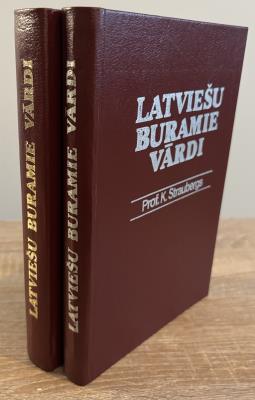 LATVIEŠU BURAMIE VĀRDI
LATVIEŠU BURAMIE VĀRDI
LATVIEŠU
BURAMIE
VĀRDI
Prof. K. Straubergs